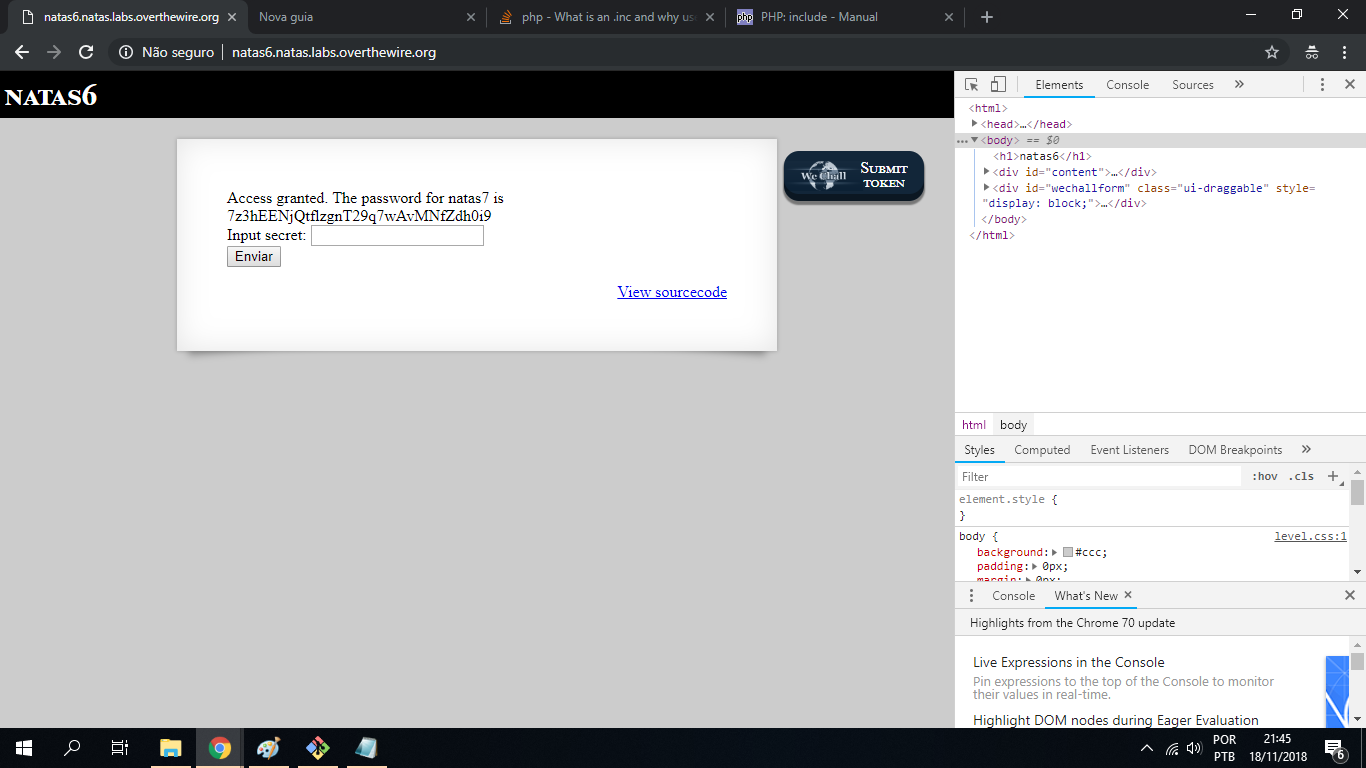 natas6.natas.labs.overthewire.org
Nova guia
php - What is an .inc and why us
PHP: include - Manual
Não seguro
natas6.natas.labs.overthewire.org
NATAS6
Access granted. The password for natas7 is
7z3hEENjQtflzgnT29q7wAvMNfZdh0i9
Input secret:
Enviar
View sourcecode
We Chall
SUBMIT TOKEN
Elements Console Sources »
<html>
<head>…</head>
… <body> == $0
<h1>natas6</h1>
<div id="content">…</div>
<div id="wechallform" class="ui-draggable" style=
"display: block;">…</div>
</body>
</html>
html body
Styles Computed Event Listeners DOM Breakpoints »
Filter :hov .cls +
element.style {
}
body { level.css:1
background: #ccc;
padding: 0px;
margin: 0px;
Console What's New
Highlights from the Chrome 70 update
Live Expressions in the Console
Pin expressions to the top of the Console to monitor
their values in real-time.
Highlight DOM nodes during Eager Evaluation
POR
PTB
21:45
18/11/2018
6